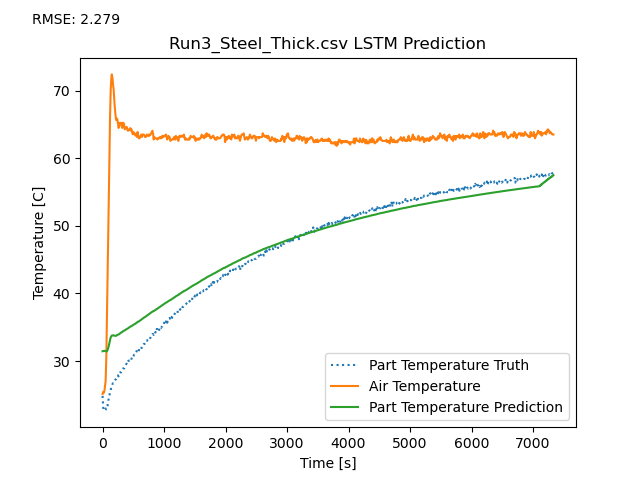 RMSE: 2.279
Run3_Steel_Thick.csv LSTM Prediction
Temperature [C]
70
60
50
40
30
Part Temperature Truth
Air Temperature
Part Temperature Prediction
0 1000 2000 3000 4000 5000 6000 7000
Time [s]